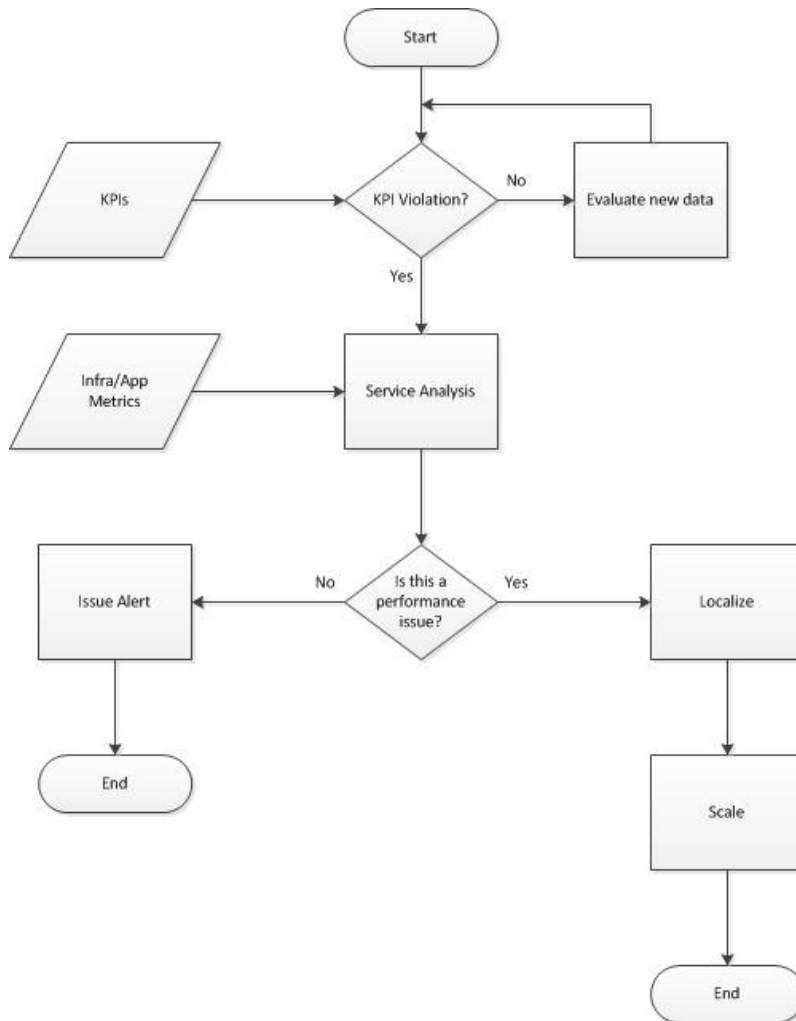 Start
KPIs
KPI Violation?
No
Evaluate new data
Yes
Infra/App
Metrics
Service Analysis
Issue Alert
No
Is this a
performance
issue?
Yes
Localize
End
Scale
End